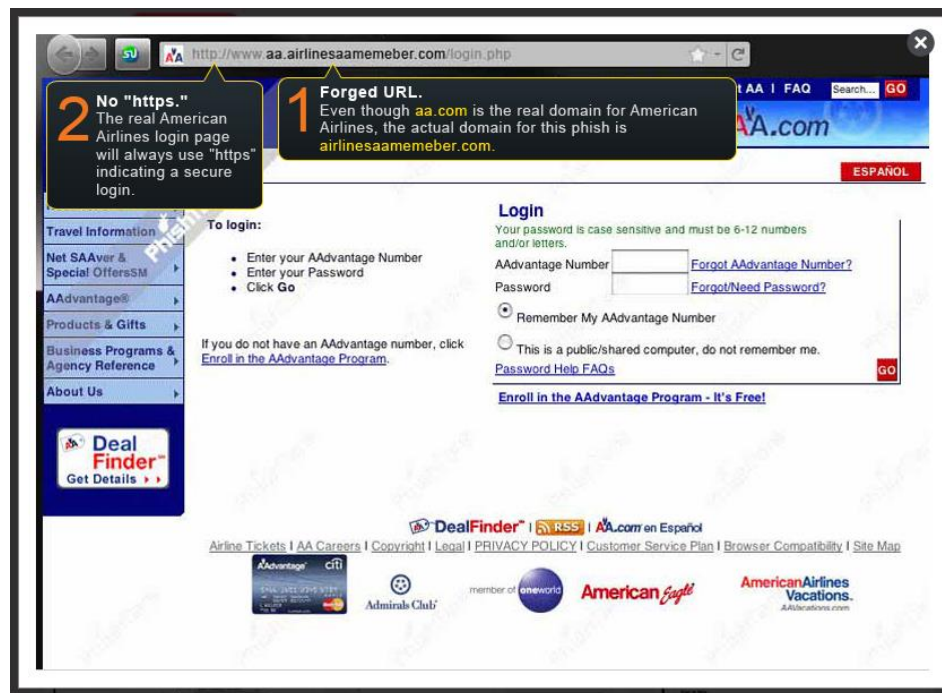 http://www.aa.airlinesaamemeber.com/login.php
2
No "https."
The real American
Airlines login page
will always use "https"
indicating a secure
login.
1
Forged URL.
Even though aa.com is the real domain for American
Airlines, the actual domain for this phish is
airlinesaamemeber.com.
AA | FAQ
Search...
GO
AA.com
ESPAÑOL
Travel Information
Net SAAver &
Special OffersSM
AAdvantage®
Products & Gifts
Business Programs &
Agency Reference
About Us
Deal
Finder
Get Details
To login:
• Enter your AAdvantage Number
• Enter your Password
• Click Go
If you do not have an AAdvantage number, click
Enroll in the AAdvantage Program.
Login
Your password is case sensitive and must be 6-12 numbers
and/or letters.
AAdvantage Number
Forgot AAdvantage Number?
Password
Forgot/Need Password?
Remember My AAdvantage Number
This is a public/shared computer, do not remember me.
Password Help FAQs
GO
Enroll in the AAdvantage Program - It's Free!
DealFinder℠ | RSS | AA.com en Español
Airline Tickets | AA Careers | Copyright | Legal | PRIVACY POLICY | Customer Service Plan | Browser Compatibility | Site Map
AAdvantage citi
Admirals Club
member of oneworld
American Eagle
AmericanAirlines
Vacations.
AAVacations.com